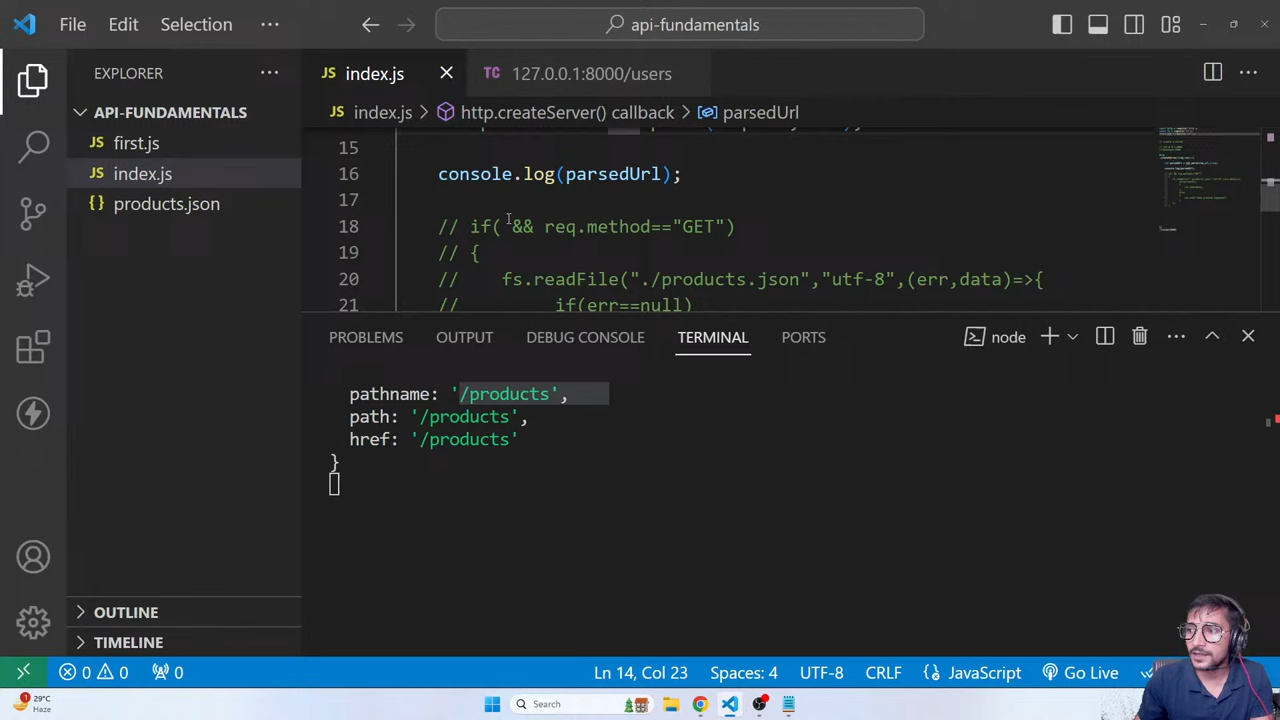 File Edit Selection ··· api-fundamentals
EXPLORER ···
JS index.js TC 127.0.0.1:8000/users ···
API-FUNDAMENTALS
JS index.js > http.createServer() callback > parsedUrl
JS first.js
JS index.js
{} products.json
15
16 console.log(parsedUrl);
17
18 // if( && req.method=="GET")
19 // {
20 // fs.readFile("./products.json","utf-8",(err,data)=>{
21 // if(err==null)
PROBLEMS OUTPUT DEBUG CONSOLE TERMINAL PORTS node ···
pathname: '/products',
path: '/products',
href: '/products'
}
OUTLINE
TIMELINE
0 0 0 Ln 14, Col 23 Spaces: 4 UTF-8 CRLF {} JavaScript Go Live
1 29°C
Haze
Search